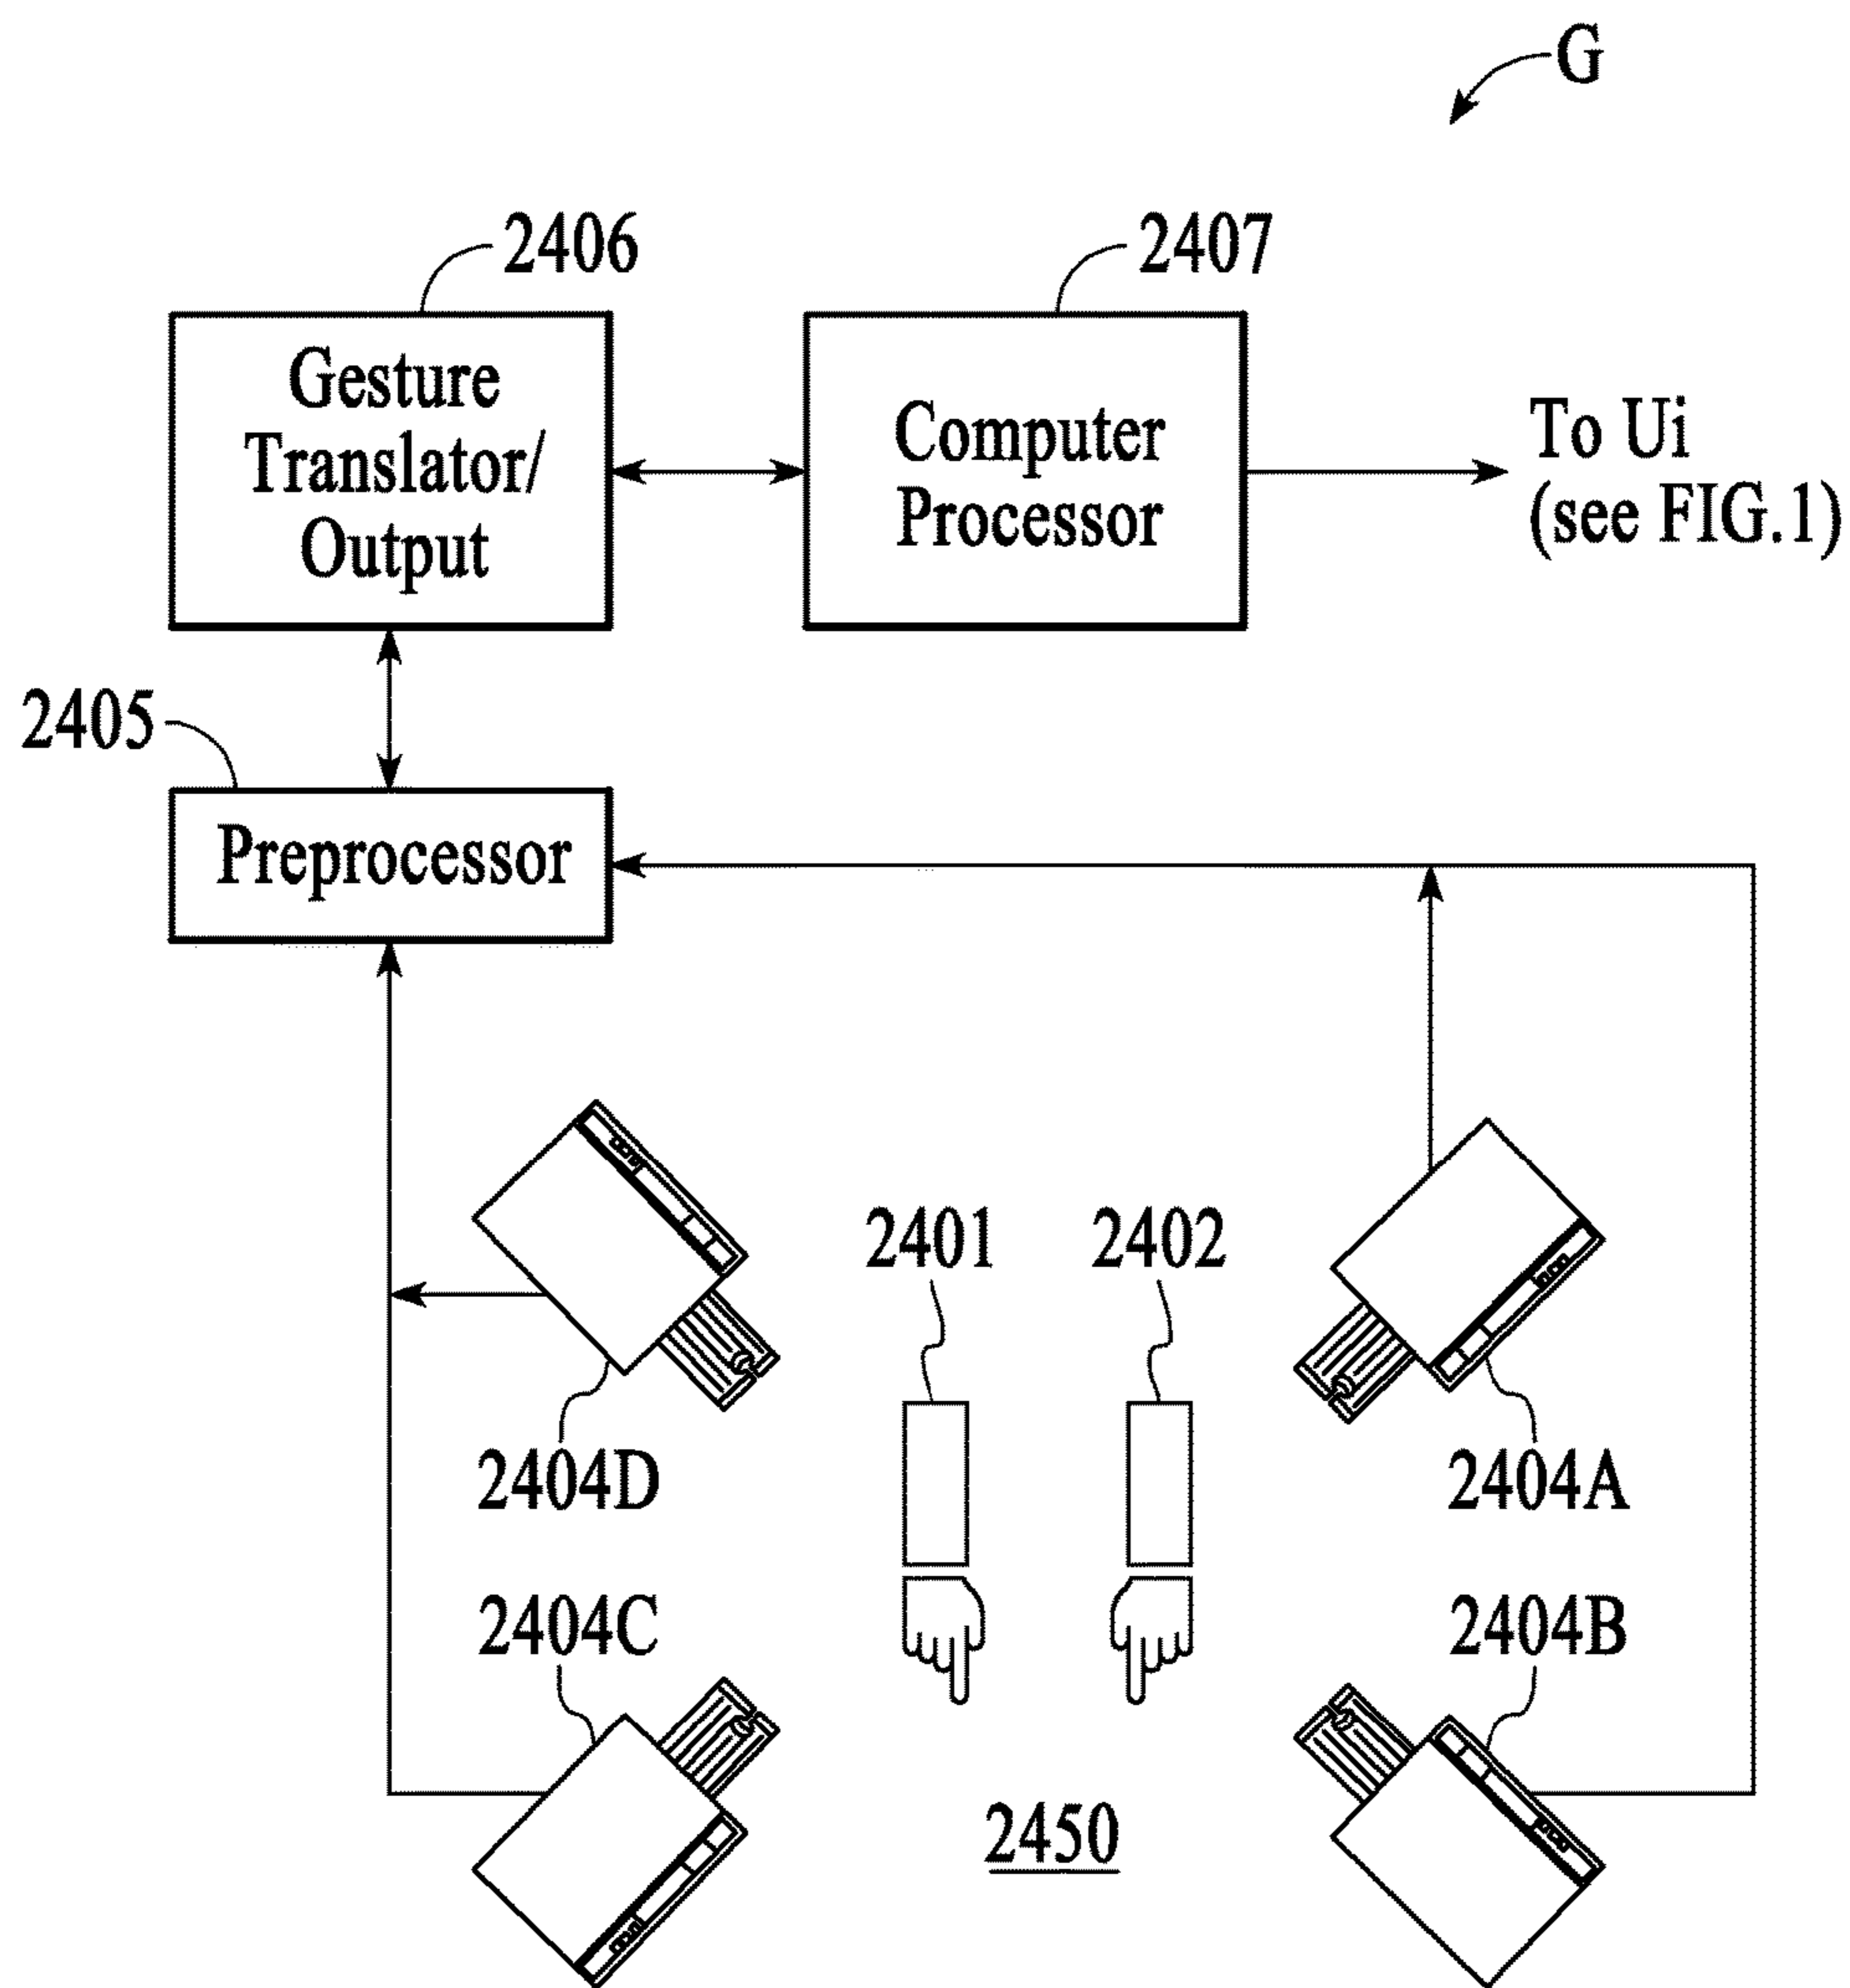 G
2406
2407
Gesture
Translator/
Output
Computer
Processor
To Ui
(see FIG.1)
2405
Preprocessor
2401
2402
2404D
2404A
2404C
2404B
2450